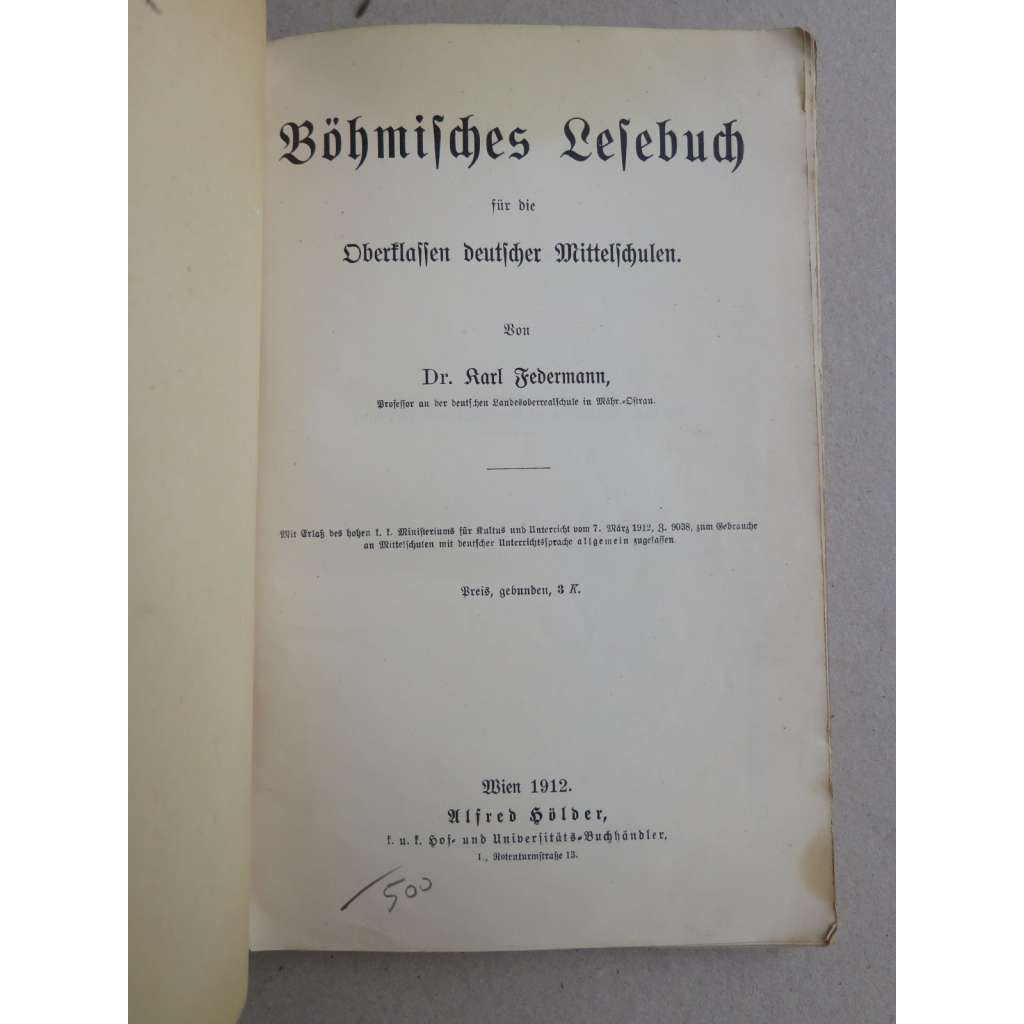 Böhmiſches Leſebuch
für die
Oberklaſſen deutſcher Mittelſchulen.
Von
Dr. Karl Federmann,
Profeſſor an der deutſchen Landesoberrealſchule in Mähr.-Oſtrau.
Mit Erlaß des hohen k. k. Miniſteriums für Kultus und Unterricht vom 7. März 1912, Z. 9038, zum Gebrauche
an Mittelſchulen mit deutſcher Unterrichtsſprache allgemein zugelaſſen.
Preis, gebunden, 3 K.
Wien 1912.
Alfred Hölder,
k. u. k. Hof- und Univerſitäts-Buchhändler,
I., Rotenturmſtraße 13.
/500